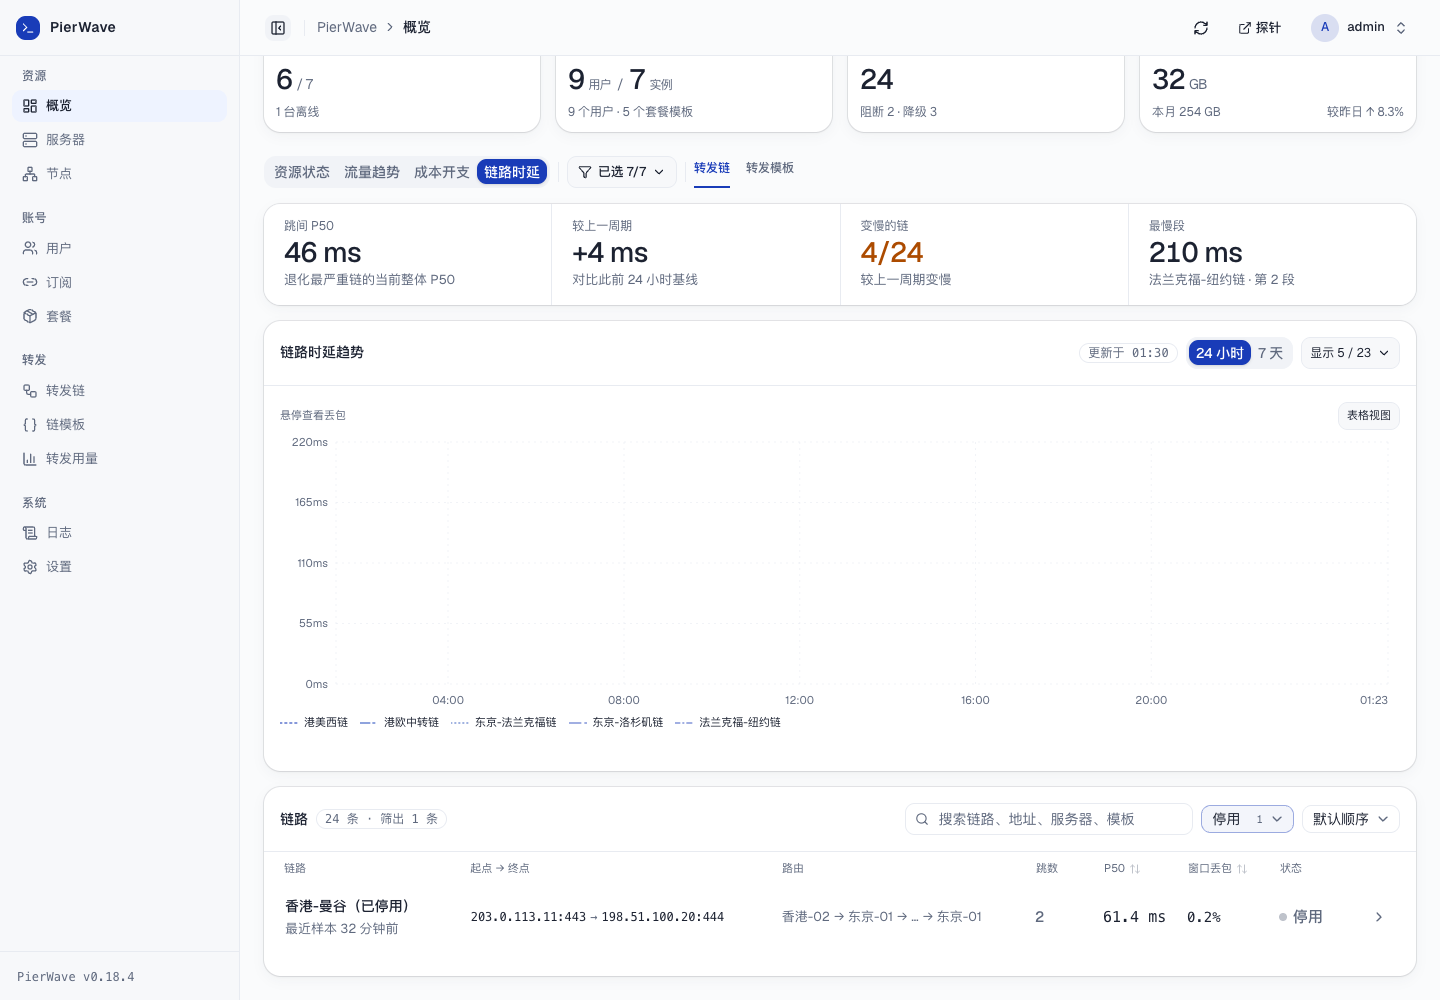 PierWave
资源
概览
服务器
节点
账号
用户
订阅
套餐
转发
转发链
链模板
转发用量
系统
日志
设置
PierWave v0.18.4
PierWave > 概览
探针
A admin
6 / 7
1 台离线
9 用户 / 7 实例
9 个用户 · 5 个套餐模板
24
阻断 2 · 降级 3
32 GB
本月 254 GB 较昨日 ↑ 8.3%
资源状态 流量趋势 成本开支 链路时延 已选 7/7 转发链 转发模板
跳间 P50
46 ms
退化最严重链的当前整体 P50
较上一周期
+4 ms
对比此前 24 小时基线
变慢的链
4/24
较上一周期变慢
最慢段
210 ms
法兰克福-纽约链 · 第 2 段
链路时延趋势 更新于 01:30 24 小时 7 天 显示 5 / 23
悬停查看丢包 表格视图
220ms
165ms
110ms
55ms
0ms
04:00 08:00 12:00 16:00 20:00 01:23
港美西链 港欧中转链 东京-法兰克福链 东京-洛杉矶链 法兰克福-纽约链
链路 24 条 · 筛出 1 条 搜索链路、地址、服务器、模板 停用 1 默认顺序
链路 起点 → 终点 路由 跳数 P50 ↑↓ 窗口丢包 ↑↓ 状态
香港-曼谷（已停用） 203.0.113.11:443 → 198.51.100.20:444 香港-02 → 东京-01 → … → 东京-01 2 61.4 ms 0.2% 停用
最近样本 32 分钟前